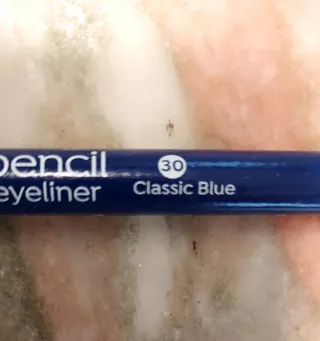 pencil
eyeliner
30
Classic Blue